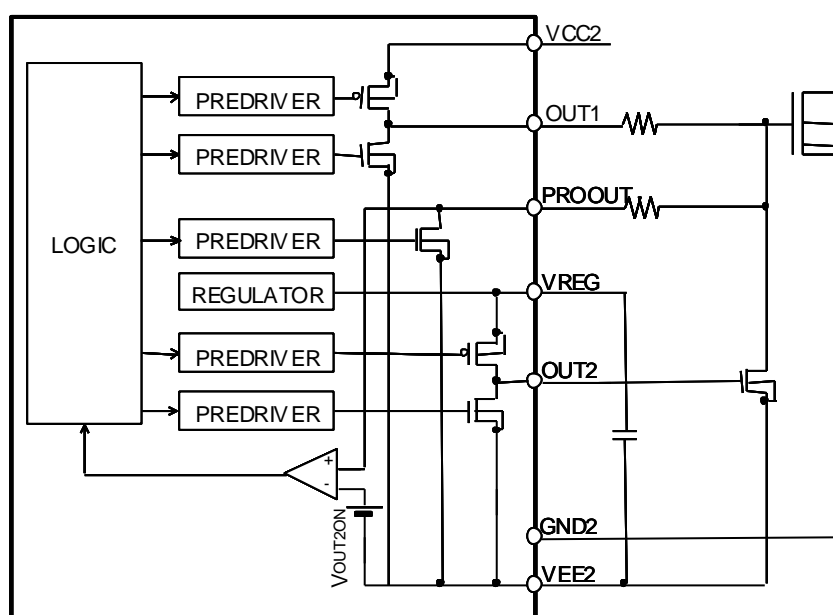 VCC2
PREDRIVER
OUT1
PREDRIVER
PROOUT
LOGIC
PREDRIVER
REGULATOR
VREG
PREDRIVER
OUT2
PREDRIVER
+
-
VOUT2ON
GND2
VEE2